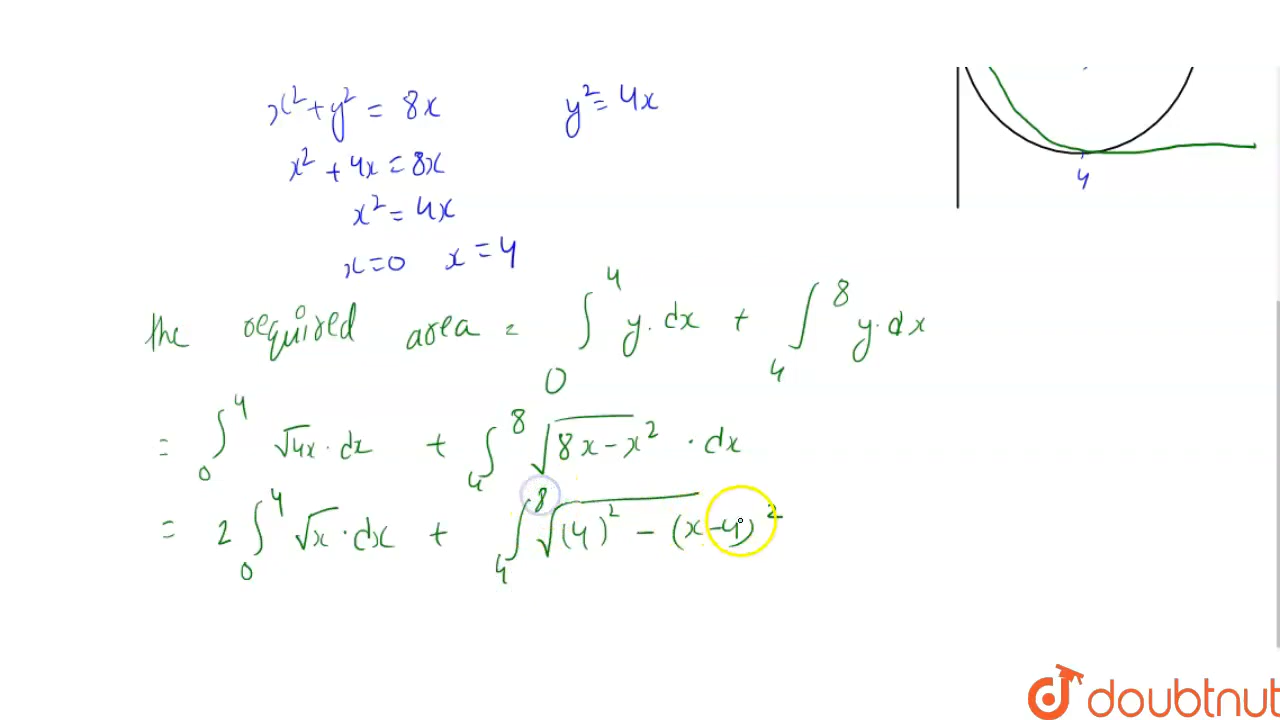 x² + y² = 8x    y² = 4x
x² + 4x = 8x
x² = 4x
x = 0    x = 4
4
the required area = ∫₀⁴ y. dx + ∫₄⁸ y. dx
= ∫₀⁴ √4x · dx + ∫₄⁸ √8x − x² · dx
= 2 ∫₀⁴ √x · dx + ∫₄⁸ √(4)² − (x−4)²
doubtnut